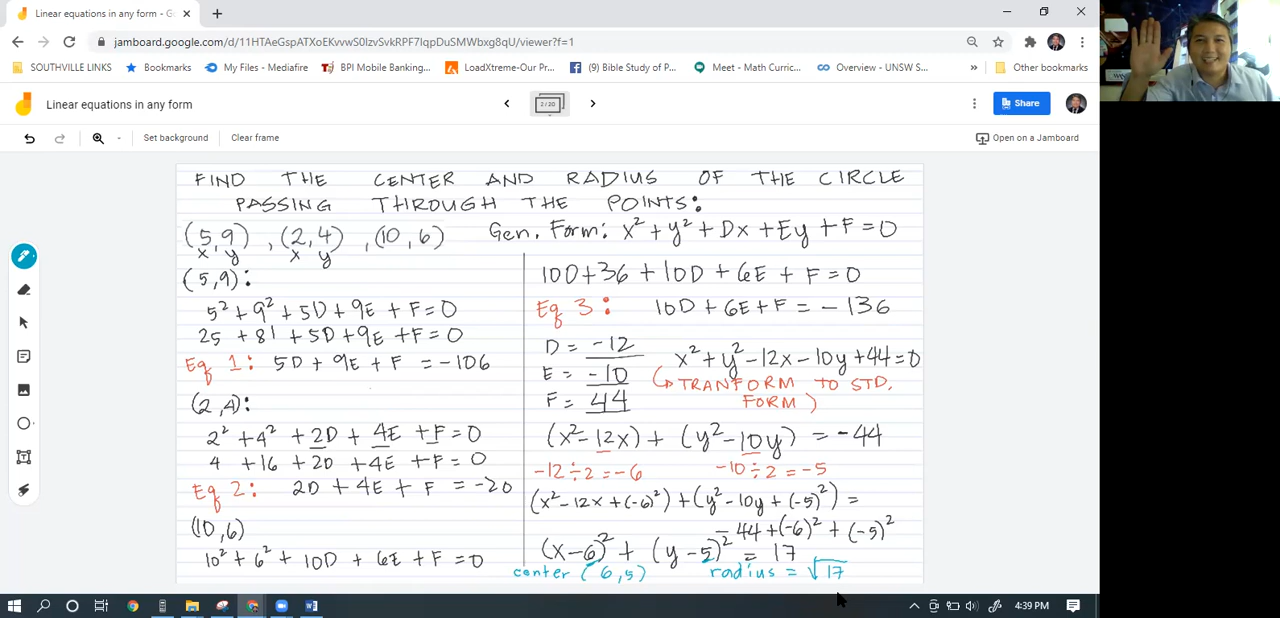 Linear equations in any form - Go
jamboard.google.com/d/11HTAeGspATXoEKvvwS0lzvSvkRPF7IqpDuSMWbxg8qU/viewer?f=1
SOUTHVILLE LINKS Bookmarks My Files - Mediafire BPI Mobile Banking... LoadXtreme::-Our Pr... (9) Bible Study of P... Meet - Math Curric... Overview - UNSW S... » Other bookmarks
Linear equations in any form
2 / 20
Share
Set background Clear frame
Open on a Jamboard
FIND THE CENTER AND RADIUS OF THE CIRCLE
PASSING THROUGH THE POINTS:
(5,9), (2,4), (10,6) Gen. Form: x² + y² + Dx + Ey + F = 0
x y x y
(5,9):
5² + 9² + 5D + 9E + F = 0
25 + 81 + 5D + 9E + F = 0
Eq 1: 5D + 9E + F = -106
(2,4):
2² + 4² + 2D + 4E + F = 0
4 + 16 + 2D + 4E + F = 0
Eq 2: 2D + 4E + F = -20
(10,6)
10² + 6² + 10D + 6E + F = 0
100 + 36 + 10D + 6E + F = 0
Eq 3: 10D + 6E + F = -136
D = -12
E = -10
F = 44
x² + y² - 12x - 10y + 44 = 0
(↳ TRANFORM TO STD.
FORM)
(x² - 12x) + (y² - 10y) = -44
-12 ÷ 2 = -6 -10 ÷ 2 = -5
(x² - 12x + (-6)²) + (y² - 10y + (-5)²) =
-44 + (-6)² + (-5)²
(x - 6)² + (y - 5)² = 17
center (6,5) radius = √17
4:39 PM